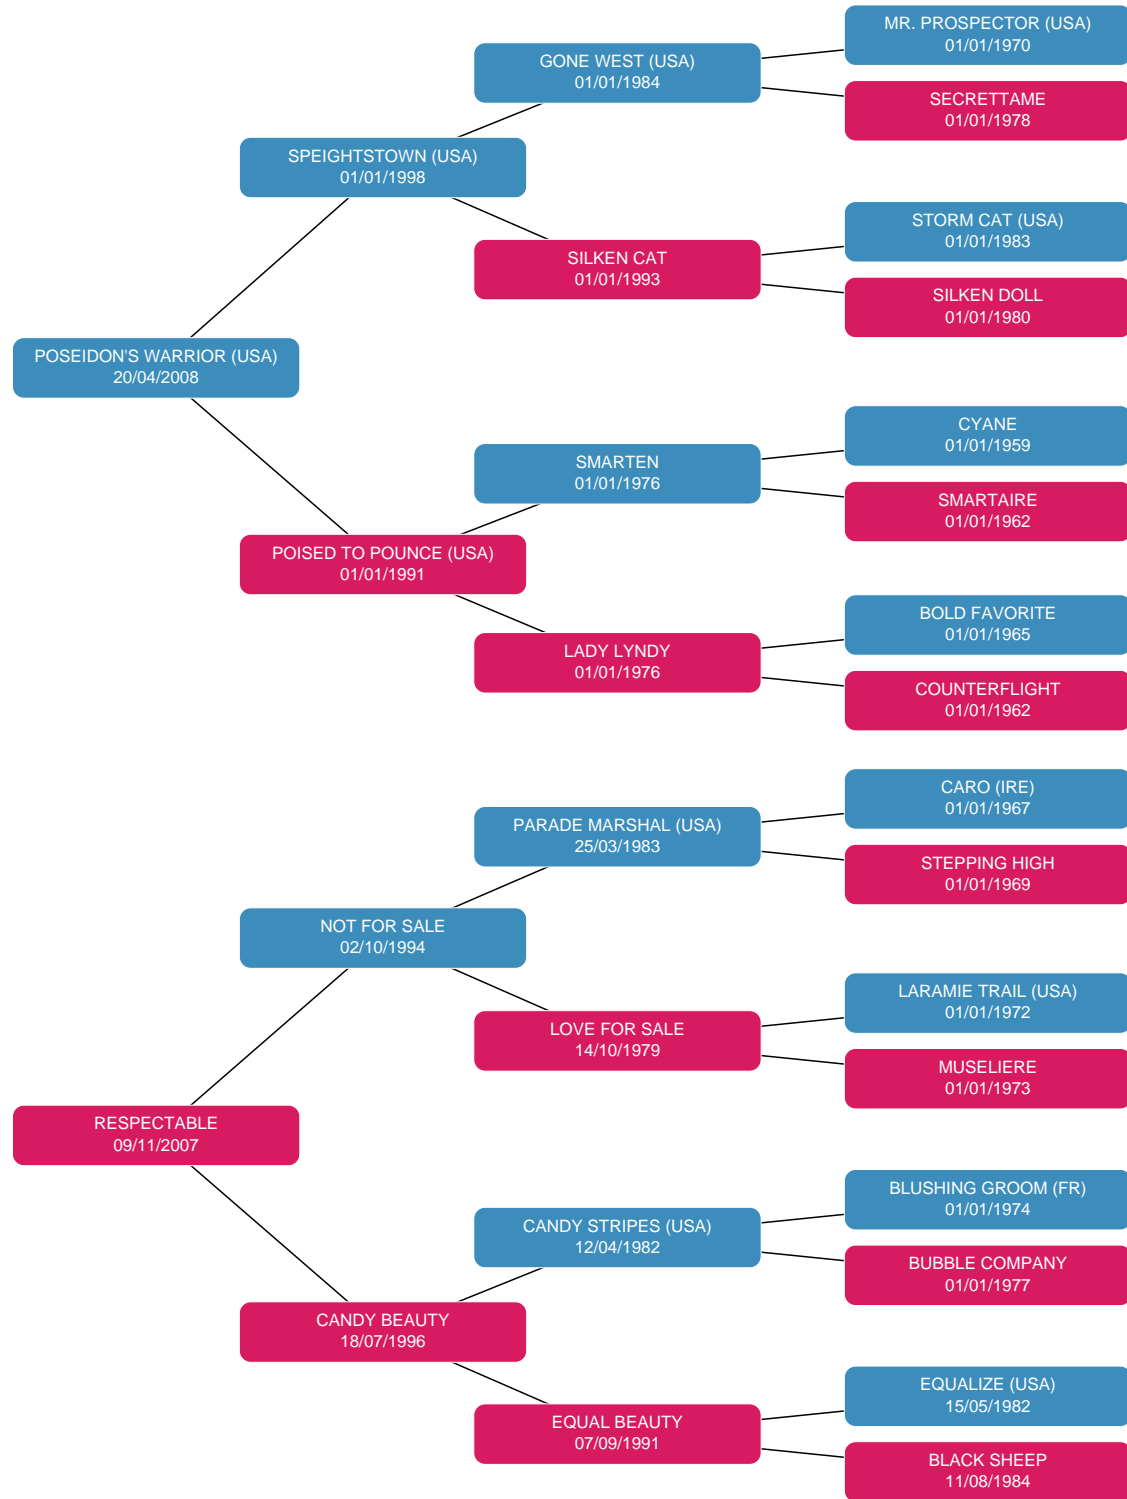 MR. PROSPECTOR (USA)
01/01/1970
GONE WEST (USA)
01/01/1984
SECRETTAME
01/01/1978
SPEIGHTSTOWN (USA)
01/01/1998
STORM CAT (USA)
01/01/1983
SILKEN CAT
01/01/1993
SILKEN DOLL
01/01/1980
POSEIDON'S WARRIOR (USA)
20/04/2008
CYANE
01/01/1959
SMARTEN
01/01/1976
SMARTAIRE
01/01/1962
POISED TO POUNCE (USA)
01/01/1991
BOLD FAVORITE
01/01/1965
LADY LYNDY
01/01/1976
COUNTERFLIGHT
01/01/1962
CARO (IRE)
01/01/1967
PARADE MARSHAL (USA)
25/03/1983
STEPPING HIGH
01/01/1969
NOT FOR SALE
02/10/1994
LARAMIE TRAIL (USA)
01/01/1972
LOVE FOR SALE
14/10/1979
MUSELIERE
01/01/1973
RESPECTABLE
09/11/2007
BLUSHING GROOM (FR)
01/01/1974
CANDY STRIPES (USA)
12/04/1982
BUBBLE COMPANY
01/01/1977
CANDY BEAUTY
18/07/1996
EQUALIZE (USA)
15/05/1982
EQUAL BEAUTY
07/09/1991
BLACK SHEEP
11/08/1984